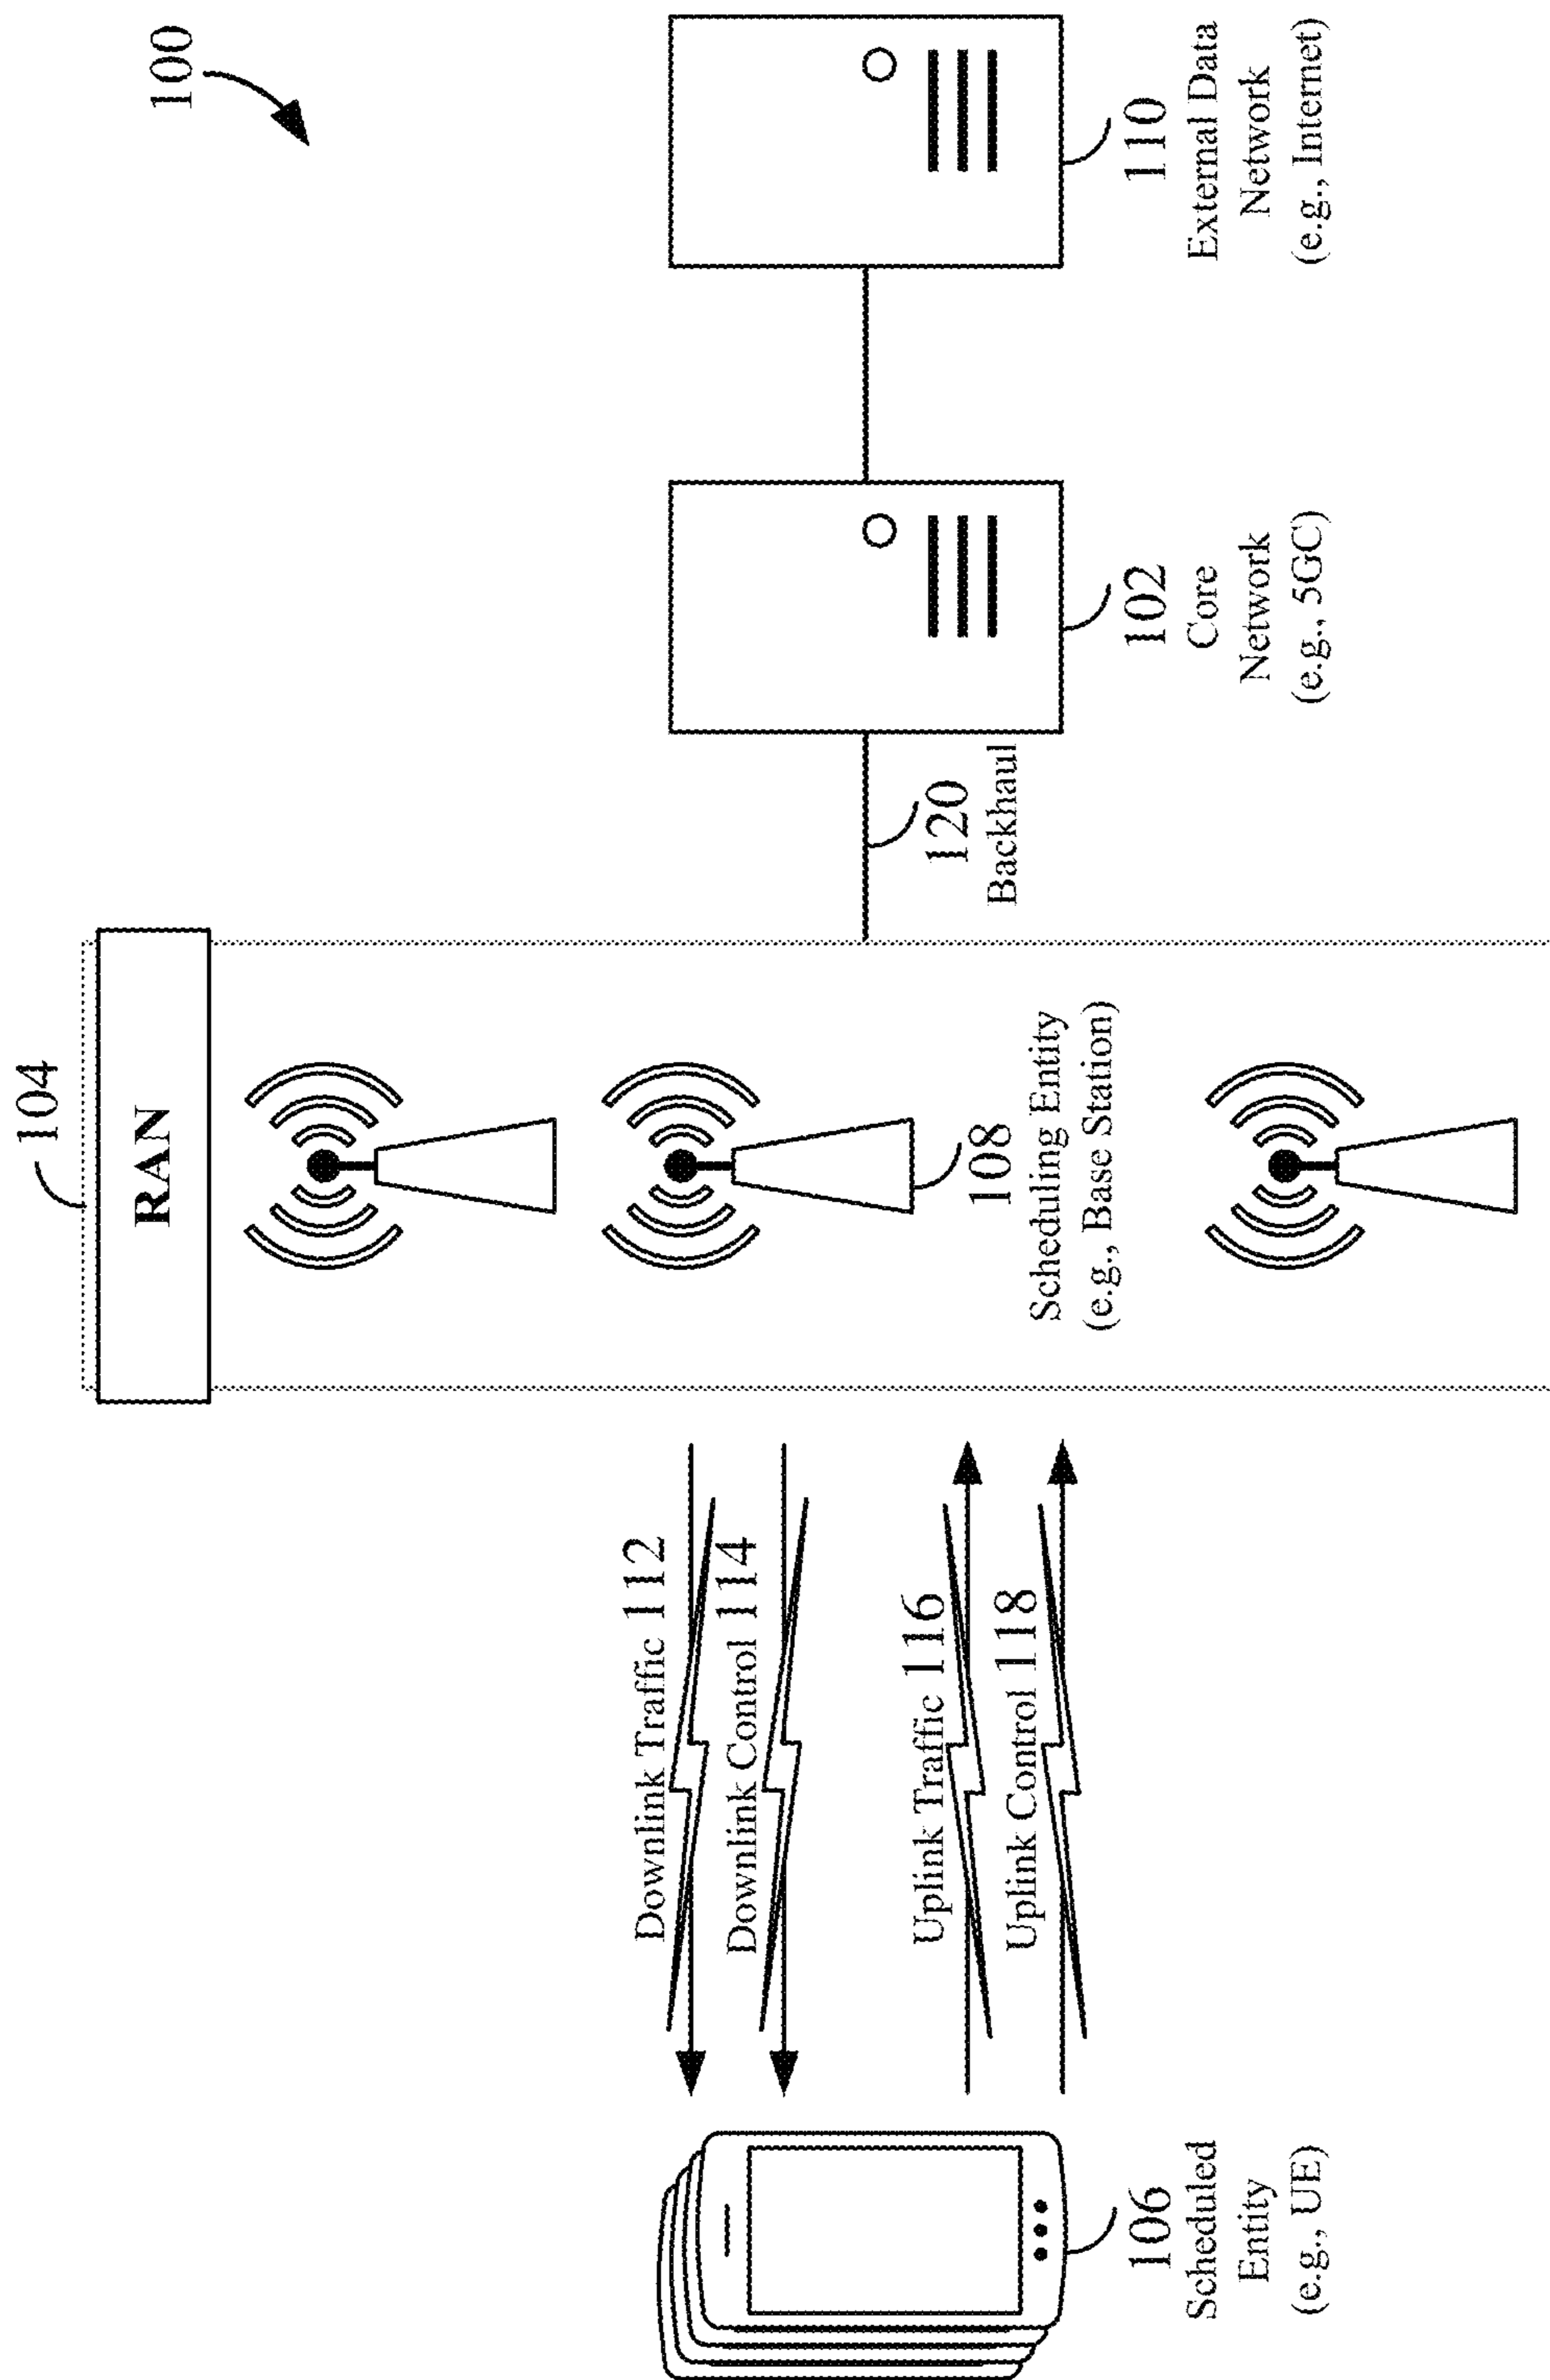 100
104
RAN
108
Scheduling Entity
(e.g., Base Station)
Downlink Traffic 112
Downlink Control 114
Uplink Traffic 116
Uplink Control 118
106
Scheduled
Entity
(e.g., UE)
120
Backhaul
102
Core
Network
(e.g., 5GC)
110
External Data
Network
(e.g., Internet)